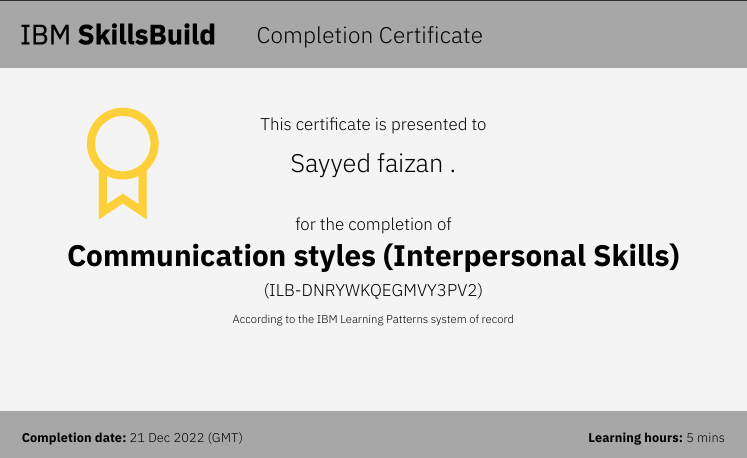 IBM SkillsBuild Completion Certificate
This certificate is presented to
Sayyed faizan .
for the completion of
Communication styles (Interpersonal Skills)
(ILB-DNRYWKQEGMVY3PV2)
According to the IBM Learning Patterns system of record
Completion date: 21 Dec 2022 (GMT) Learning hours: 5 mins